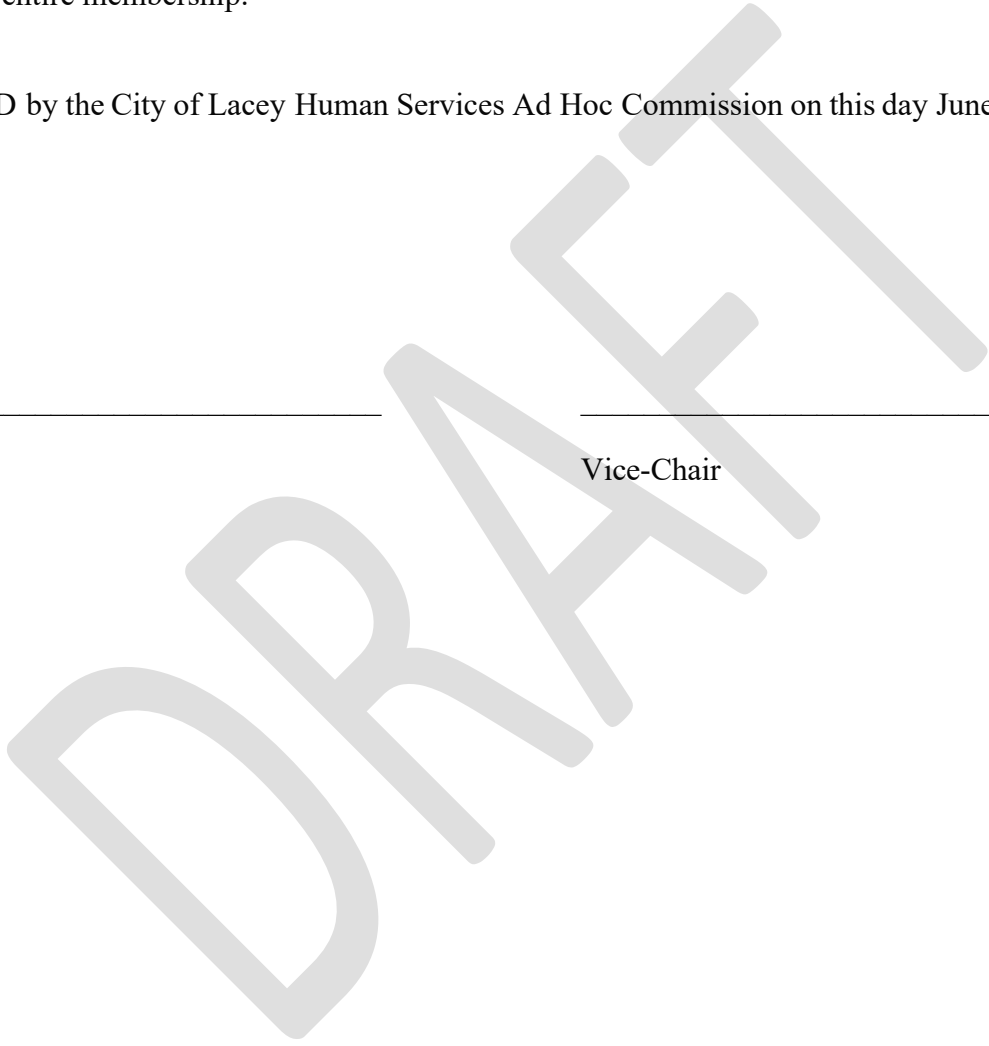 entire membership.
D by the City of Lacey Human Services Ad Hoc Commission on this day June
Vice-Chair
DRAFT